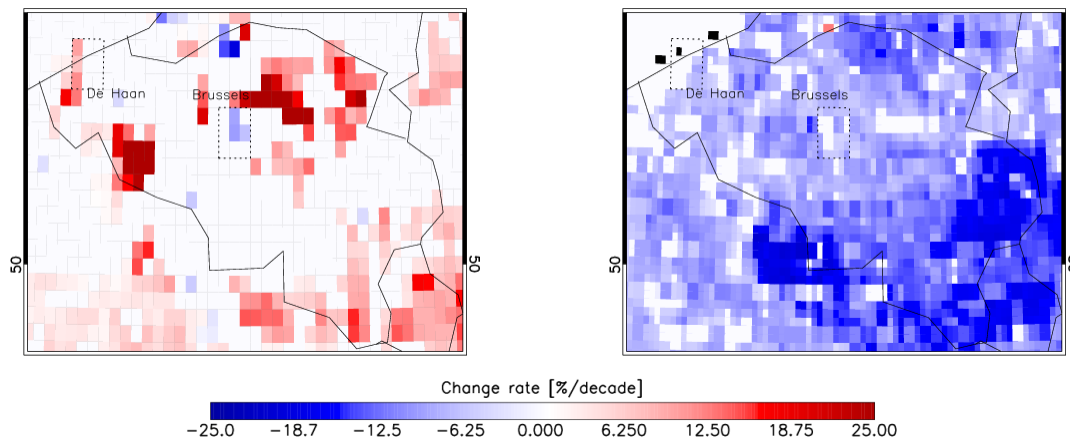 De Haan
Brussels
De Haan
Brussels
50
50
50
Change rate [%/decade]
−25.0 −18.7 −12.5 −6.25 0.000 6.250 12.50 18.75 25.00